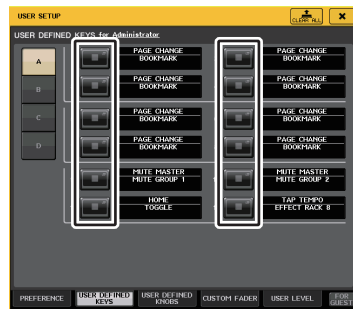 USER SETUP
CLEAR ALL
USER DEFINED KEYS for Administrator
A
PAGE CHANGE
BOOKMARK
PAGE CHANGE
BOOKMARK
B
PAGE CHANGE
BOOKMARK
PAGE CHANGE
BOOKMARK
C
PAGE CHANGE
BOOKMARK
PAGE CHANGE
BOOKMARK
D
PAGE CHANGE
BOOKMARK
PAGE CHANGE
BOOKMARK
MUTE MASTER
MUTE GROUP 1
MUTE MASTER
MUTE GROUP 2
HOME
TOGGLE
TAP TEMPO
EFFECT RACK 8
PREFERENCE
USER DEFINED
KEYS
USER DEFINED
KNOBS
CUSTOM FADER
USER LEVEL
FOR
GUEST